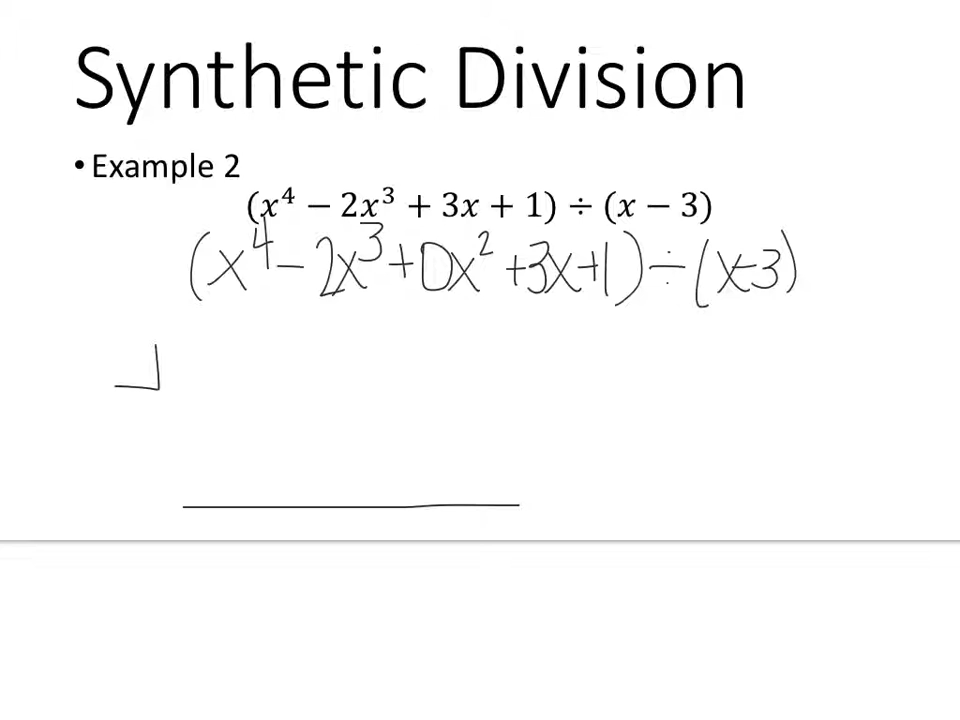 Synthetic Division
• Example 2
(x⁴ − 2x³ + 3x + 1) ÷ (x − 3)
(x⁴ − 2x³ + 0x² + 3x + 1) ÷ (x − 3)